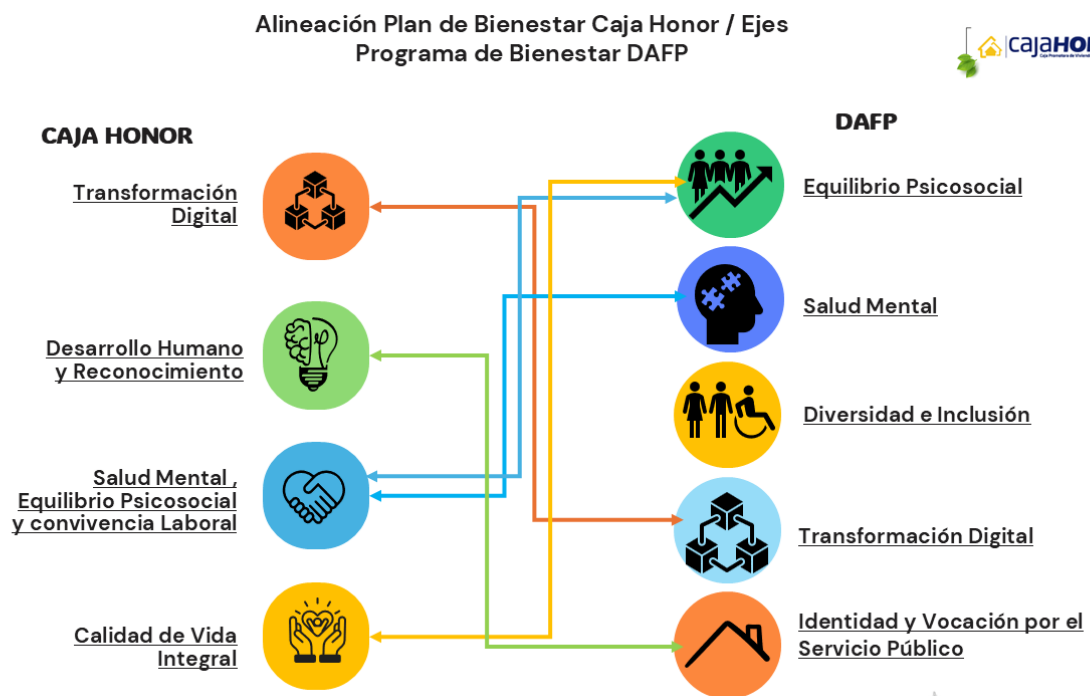 Alineación Plan de Bienestar Caja Honor / Ejes
Programa de Bienestar DAFP
cajaHO
CAJA HONOR
Transformación
Digital
Desarrollo Humano
y Reconocimiento
Salud Mental ,
Equilibrio Psicosocial
y convivencia Laboral
Calidad de Vida
Integral
DAFP
Equilibrio Psicosocial
Salud Mental
Diversidad e Inclusión
Transformación Digital
Identidad y Vocación por el
Servicio Público